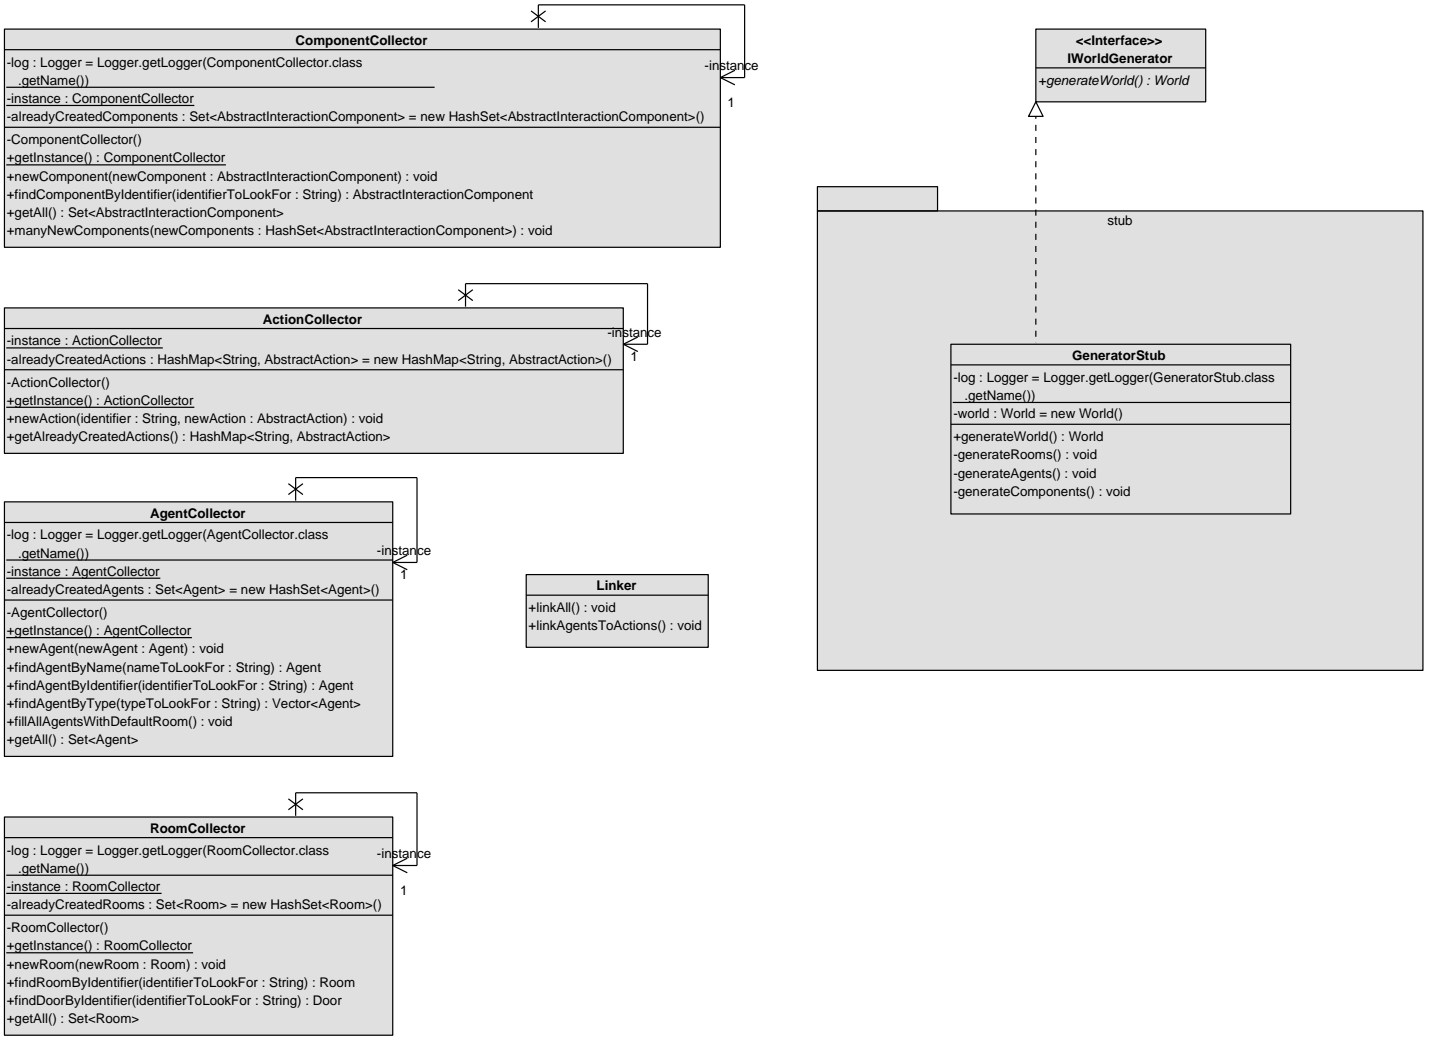 ComponentCollector
-log : Logger = Logger.getLogger(ComponentCollector.class
.getName())
-instance : ComponentCollector
-alreadyCreatedComponents : Set<AbstractInteractionComponent> = new HashSet<AbstractInteractionComponent>()
-ComponentCollector()
+getInstance() : ComponentCollector
+newComponent(newComponent : AbstractInteractionComponent) : void
+findComponentByIdentifier(identifierToLookFor : String) : AbstractInteractionComponent
+getAll() : Set<AbstractInteractionComponent>
+manyNewComponents(newComponents : HashSet<AbstractInteractionComponent>) : void
-instance
1
ActionCollector
-instance : ActionCollector
-alreadyCreatedActions : HashMap<String, AbstractAction> = new HashMap<String, AbstractAction>()
-ActionCollector()
+getInstance() : ActionCollector
+newAction(identifier : String, newAction : AbstractAction) : void
+getAlreadyCreatedActions() : HashMap<String, AbstractAction>
-instance
1
AgentCollector
-log : Logger = Logger.getLogger(AgentCollector.class
.getName())
-instance : AgentCollector
-alreadyCreatedAgents : Set<Agent> = new HashSet<Agent>()
-AgentCollector()
+getInstance() : AgentCollector
+newAgent(newAgent : Agent) : void
+findAgentByName(nameToLookFor : String) : Agent
+findAgentByIdentifier(identifierToLookFor : String) : Agent
+findAgentByType(typeToLookFor : String) : Vector<Agent>
+fillAllAgentsWithDefaultRoom() : void
+getAll() : Set<Agent>
-instance
1
Linker
+linkAll() : void
+linkAgentsToActions() : void
RoomCollector
-log : Logger = Logger.getLogger(RoomCollector.class
.getName())
-instance : RoomCollector
-alreadyCreatedRooms : Set<Room> = new HashSet<Room>()
-RoomCollector()
+getInstance() : RoomCollector
+newRoom(newRoom : Room) : void
+findRoomByIdentifier(identifierToLookFor : String) : Room
+findDoorByIdentifier(identifierToLookFor : String) : Door
+getAll() : Set<Room>
-instance
1
<<Interface>>
IWorldGenerator
+generateWorld() : World
stub
GeneratorStub
-log : Logger = Logger.getLogger(GeneratorStub.class
.getName())
-world : World = new World()
+generateWorld() : World
-generateRooms() : void
-generateAgents() : void
-generateComponents() : void